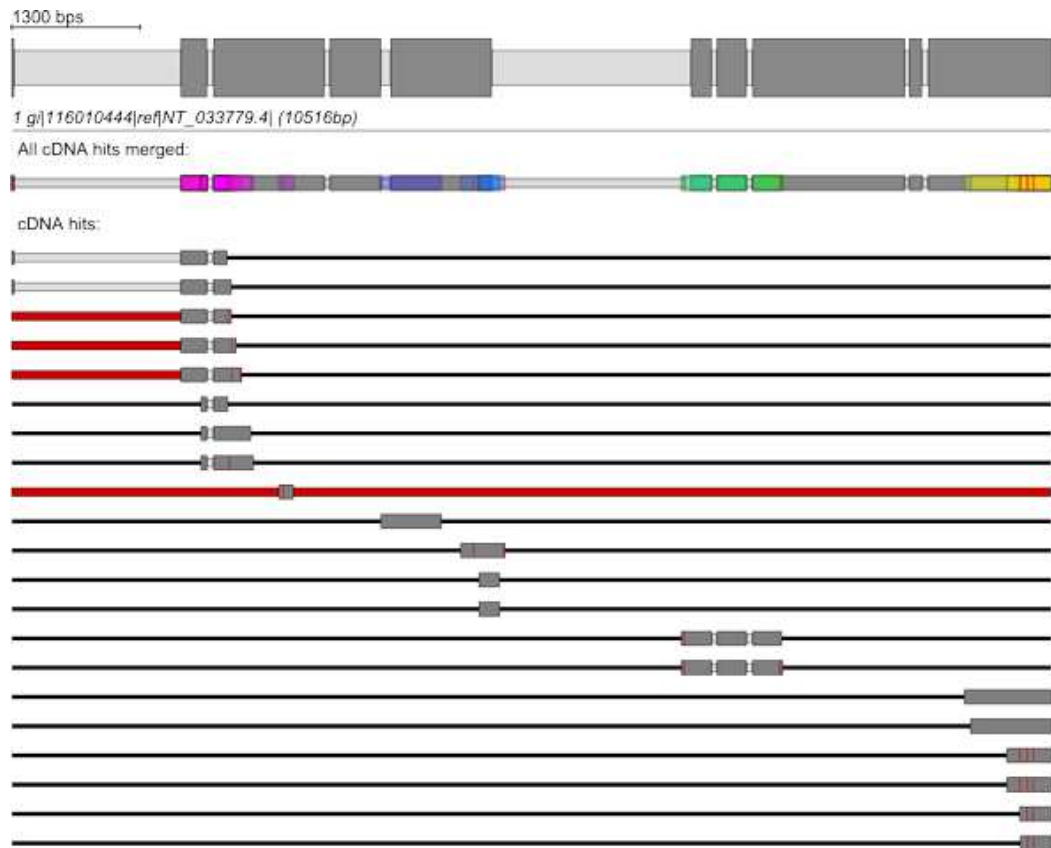 1300 bps
1 gi|116010444|ref|NT_033779.4| (10516bp)
All cDNA hits merged:
cDNA hits: